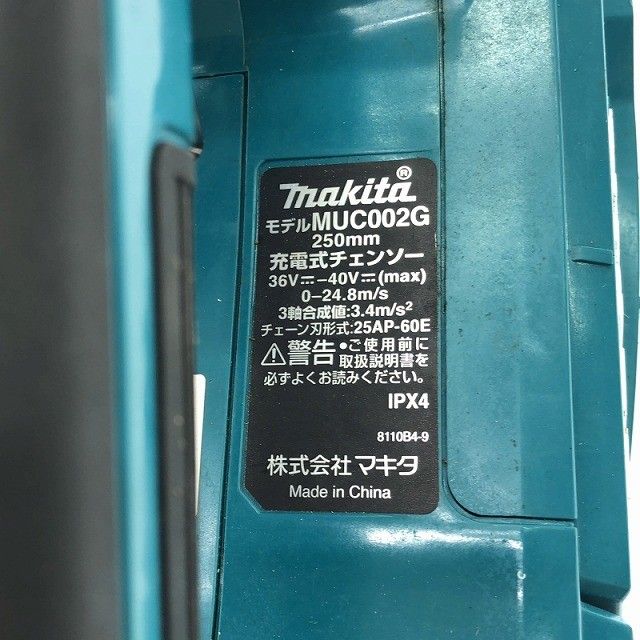 makita®
モデルMUC002G
250mm
充電式チェンソー
36V⎓-40V⎓(max)
0-24.8m/s
3軸合成値:3.4m/s²
チェーン刃形式:25AP-60E
⚠警告 •ご使用前に
取扱説明書を
必ずよくお読みください。
IPX4
8110B4-9
株式会社 マキタ
Made in China